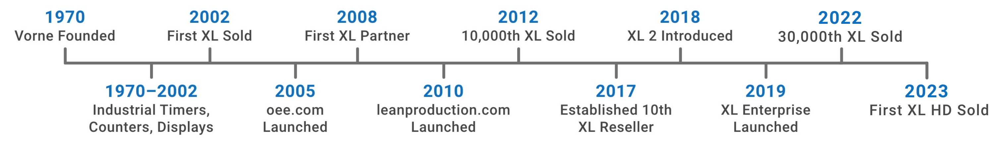 1970
Vorne Founded
2002
First XL Sold
2008
First XL Partner
2012
10,000th XL Sold
2018
XL 2 Introduced
2022
30,000th XL Sold
1970–2002
Industrial Timers,
Counters, Displays
2005
oee.com
Launched
2010
leanproduction.com
Launched
2017
Established 10th
XL Reseller
2019
XL Enterprise
Launched
2023
First XL HD Sold